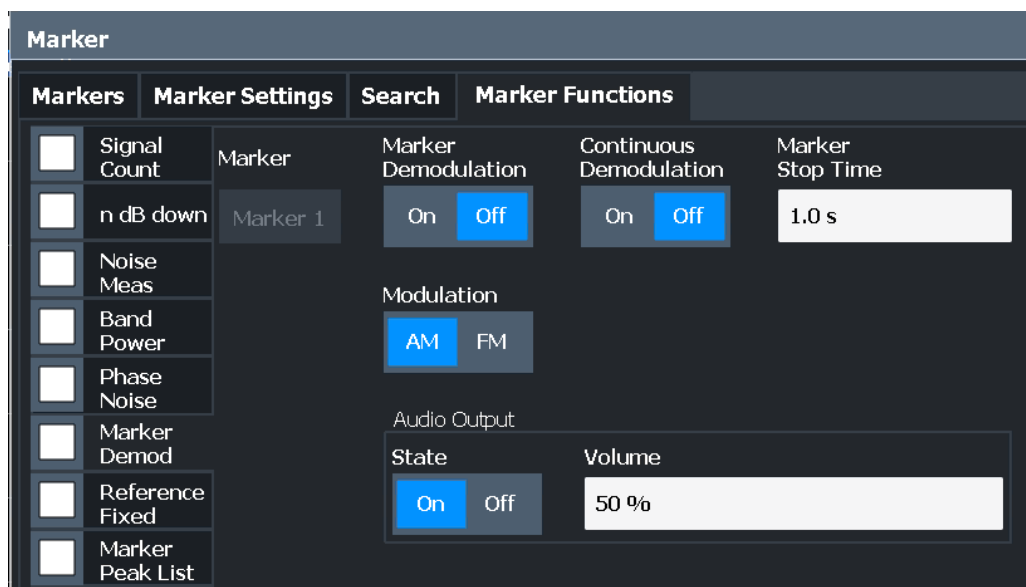 Marker
Markers Marker Settings Search Marker Functions
Signal
Count
n dB down
Noise
Meas
Band
Power
Phase
Noise
Marker
Demod
Reference
Fixed
Marker
Peak List
Marker
Marker 1
Marker
Demodulation
On Off
Continuous
Demodulation
On Off
Marker
Stop Time
1.0 s
Modulation
AM FM
Audio Output
State
On Off
Volume
50 %